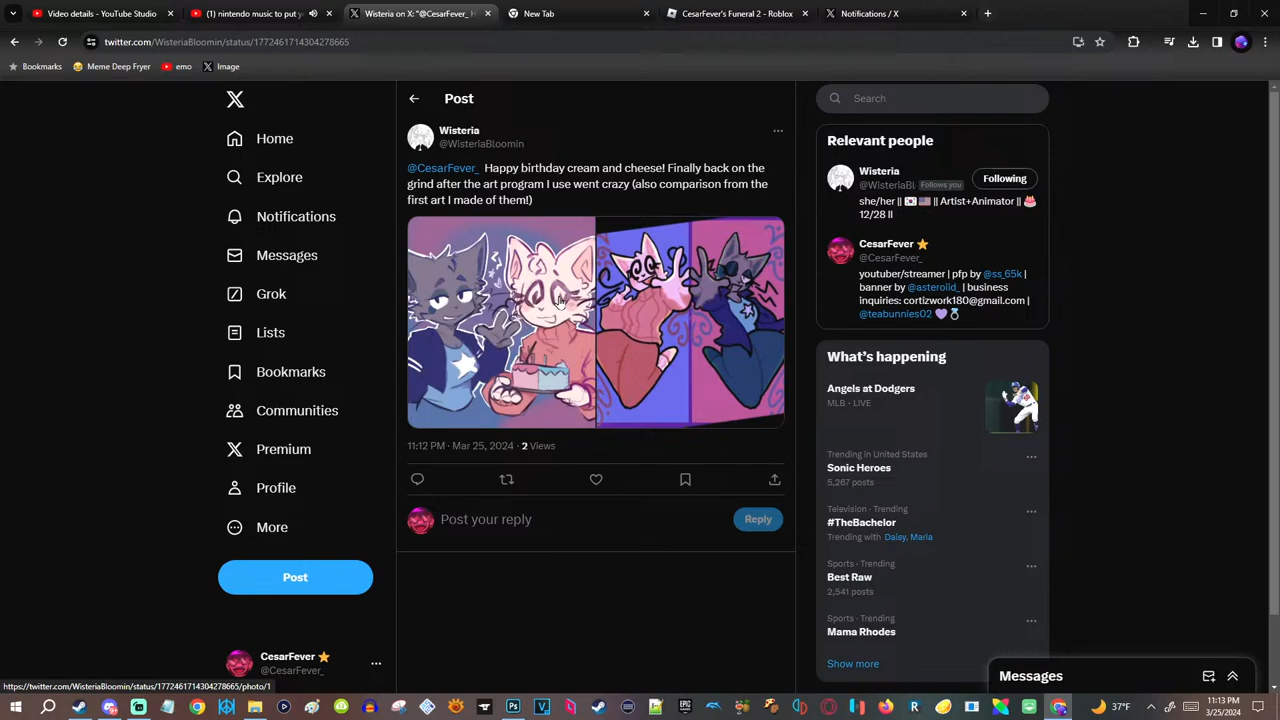 Video details - YouTube Studio
(1) nintendo music to put y
Wisteria on X: "@CesarFever_ H
New Tab
CesarFever's Funeral 2 - Roblox
Notifications / X
twitter.com/WisteriaBloomin/status/1772461714304278665
Bookmarks
Meme Deep Fryer
emo
Image
Home
Explore
Notifications
Messages
Grok
Lists
Bookmarks
Communities
Premium
Profile
More
Post
CesarFever
@CesarFever_
Post
Wisteria
@WisteriaBloomin
@CesarFever_ Happy birthday cream and cheese! Finally back on the
grind after the art program I use went crazy (also comparison from the
first art I made of them!)
11:12 PM · Mar 25, 2024 · 2 Views
Post your reply
Reply
Search
Relevant people
Wisteria
@WisteriaBl Follows you
Following
she/her || 🇰🇷 🇺🇸 || Artist+Animator || 🎂
12/28 ll
CesarFever
@CesarFever_
youtube/streamer | pfp by @ss_65k |
banner by @asterolld_ | business
inquiries: cortizwork180@gmail.com |
@teabunnies02 💜💍
What's happening
Angels at Dodgers
MLB · LIVE
Trending in United States
Sonic Heroes
5,267 posts
Television · Trending
#TheBachelor
Trending with Daisy, Maria
Sports · Trending
Best Raw
2,541 posts
Sports · Trending
Mama Rhodes
Show more
Messages
https://twitter.com/WisteriaBloomin/status/1772461714304278665/photo/1
37°F
11:13 PM
3/25/2024